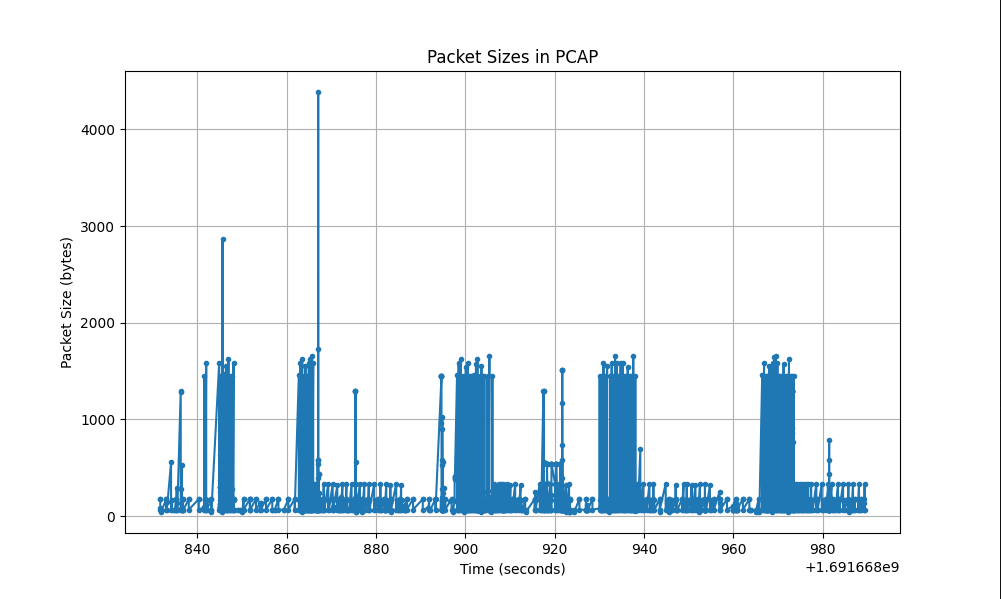 Packet Sizes in PCAP
Packet Size (bytes)
4000
3000
2000
1000
0
840 860 880 900 920 940 960 980
+1.691668e9
Time (seconds)